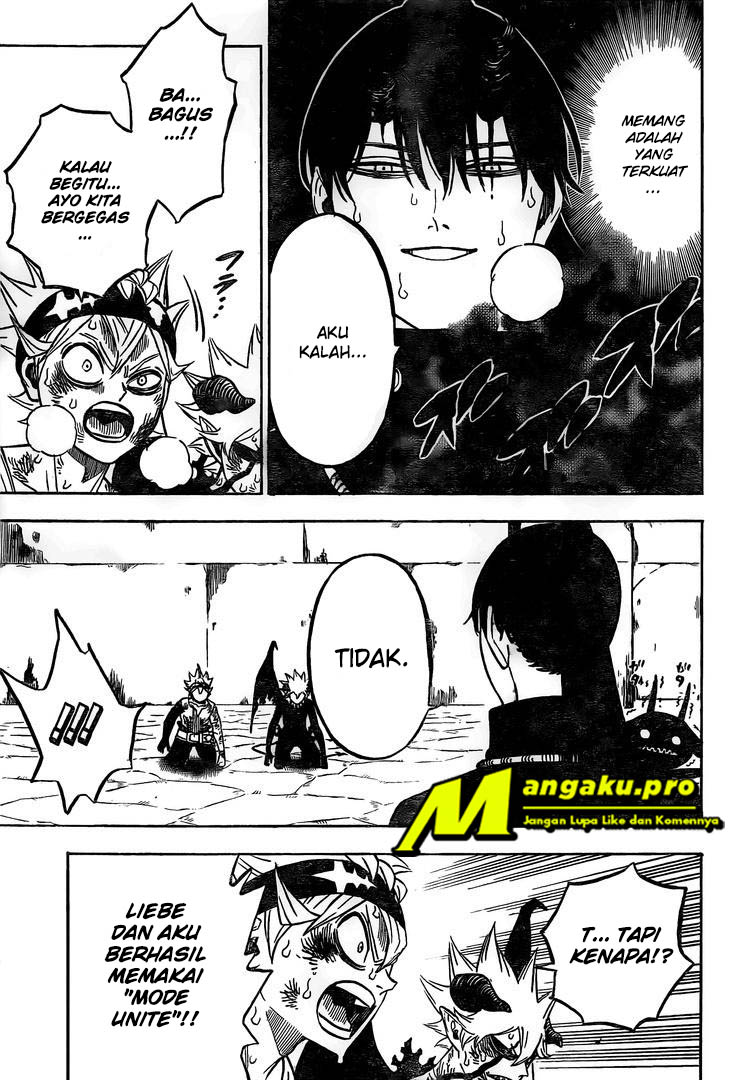 MEMANG
ADALAH
YANG
TERKUAT
...
AKU
KALAH...
BA...
BAGUS
...!!
KALAU
BEGITU...
AYO KITA
BERGEGAS
...
TIDAK.
!!!
Mangaku.pro
Jangan Lupa Like dan Komennya
T... TAPI
KENAPA!?
LIEBE
DAN AKU
BERHASIL
MEMAKAI
"MODE
UNITE"!!